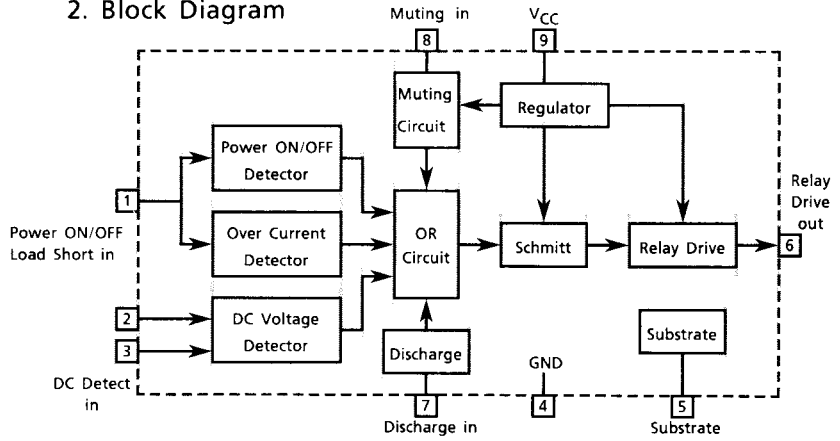 2. Block Diagram
Muting in
VCC
8
9
Muting
Circuit
Regulator
Power ON/OFF
Detector
1
Power ON/OFF
Load Short in
Over Current
Detector
OR
Circuit
Schmitt
Relay Drive
Relay
Drive
out
6
2
3
DC Voltage
Detector
DC Detect
in
Discharge
GND
Substrate
7
4
5
Discharge in
Substrate